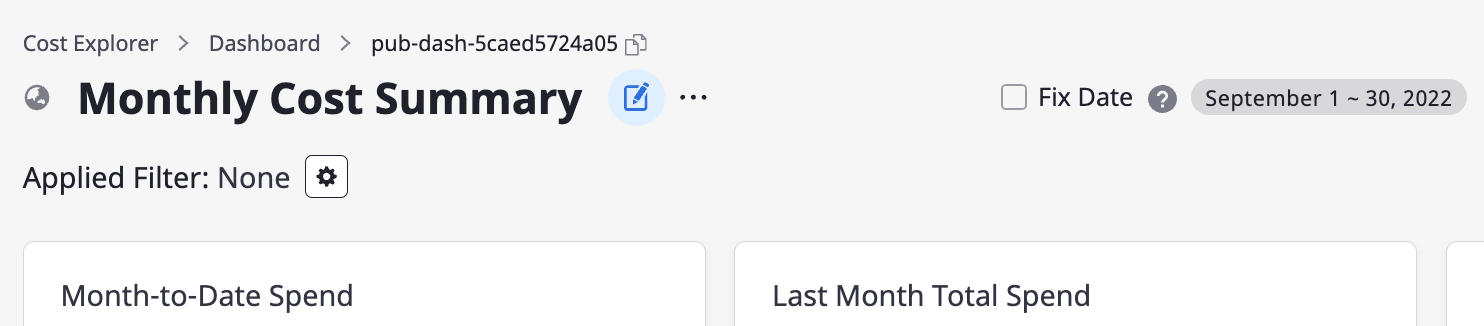 Cost Explorer > Dashboard > pub-dash-5caed5724a05
Monthly Cost Summary ... Fix Date ? September 1 ~ 30, 2022
Applied Filter: None
Month-to-Date Spend Last Month Total Spend